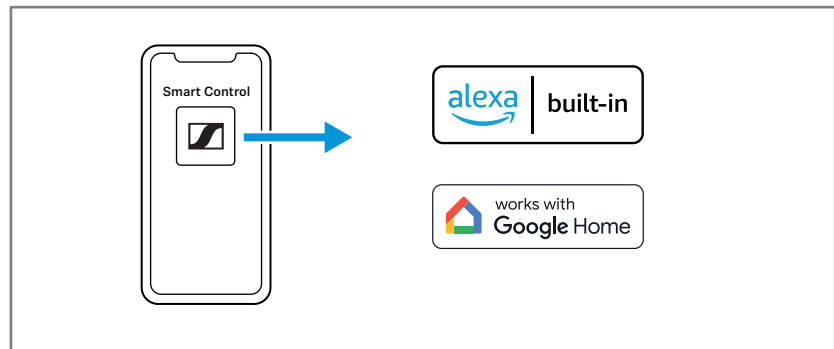 Smart Control
alexa
built-in
works with
Google Home